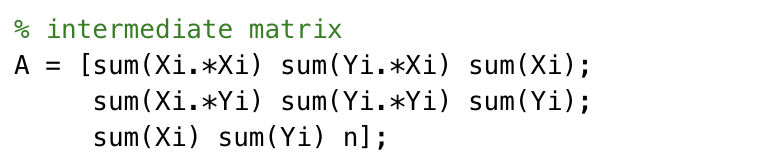 % intermediate matrix
A = [sum(Xi.*Xi) sum(Yi.*Xi) sum(Xi);
     sum(Xi.*Yi) sum(Yi.*Yi) sum(Yi);
     sum(Xi) sum(Yi) n];